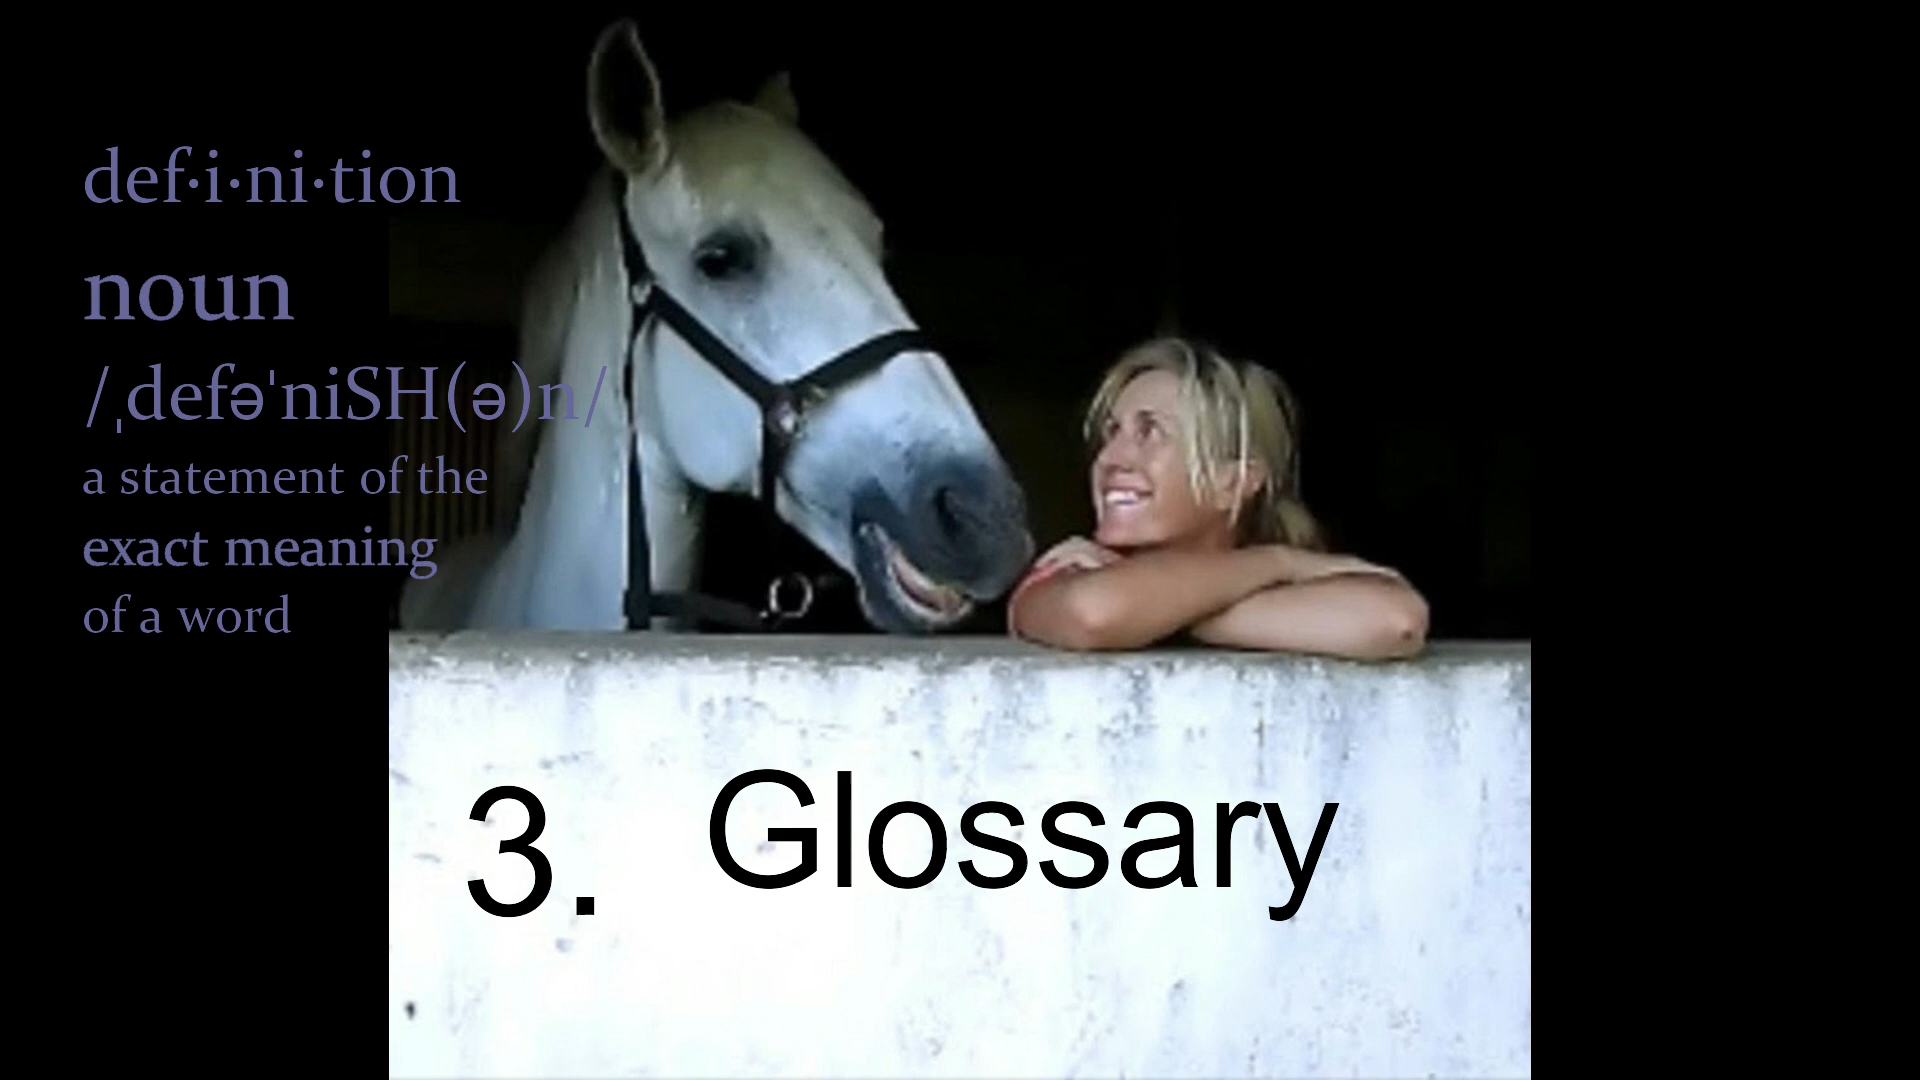 def·i·ni·tion
noun
/ˌdefəˈniSH(ə)n/
a statement of the
exact meaning
of a word
3. Glossary